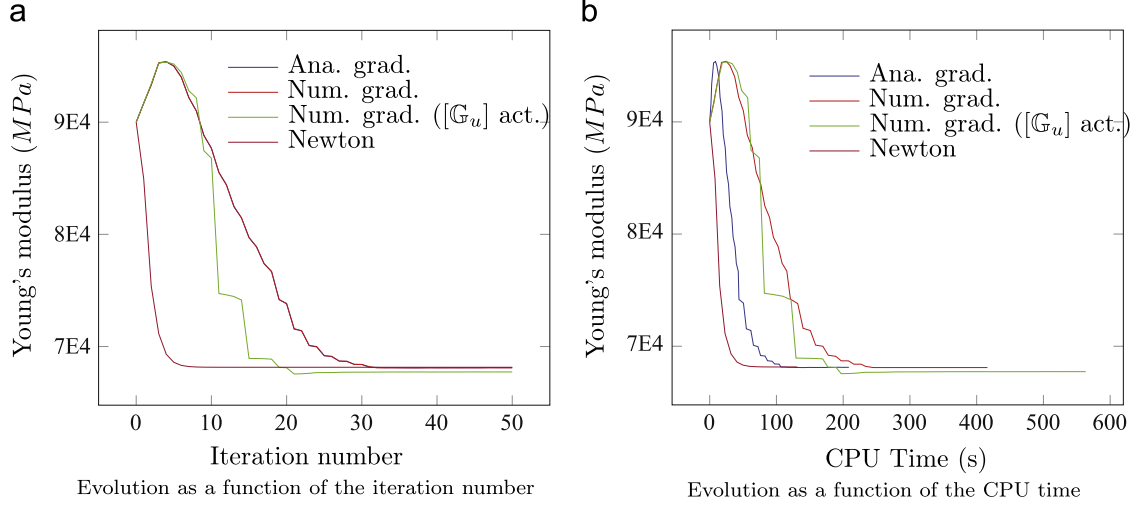 a
Young's modulus (MPa)
9E4
8E4
7E4
Ana. grad.
Num. grad.
Num. grad. ([𝔾u] act.)
Newton
0 10 20 30 40 50
Iteration number
Evolution as a function of the iteration number
b
Young's modulus (MPa)
9E4
8E4
7E4
Ana. grad.
Num. grad.
Num. grad. ([𝔾u] act.)
Newton
0 100 200 300 400 500 600
CPU Time (s)
Evolution as a function of the CPU time